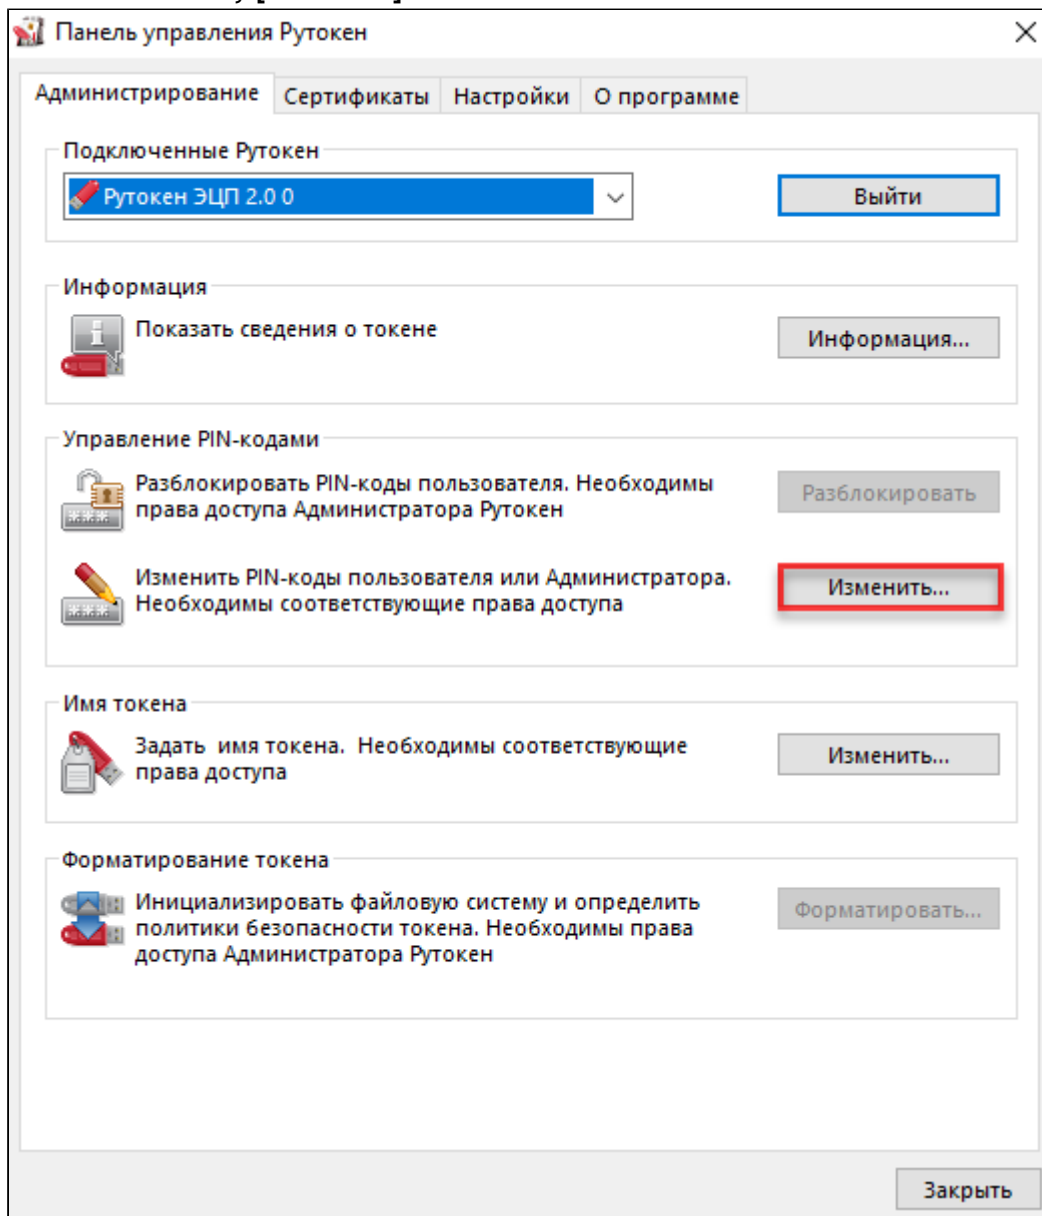 Панель управления Рутокен
Администрирование Сертификаты Настройки О программе
Подключенные Рутокен
Рутокен ЭЦП 2.0 0
Выйти
Информация
Показать сведения о токене
Информация...
Управление PIN-кодами
Разблокировать PIN-коды пользователя. Необходимы
права доступа Администратора Рутокен
Разблокировать
Изменить PIN-коды пользователя или Администратора.
Необходимы соответствующие права доступа
Изменить...
Имя токена
Задать имя токена. Необходимы соответствующие
права доступа
Изменить...
Форматирование токена
Инициализировать файловую систему и определить
политики безопасности токена. Необходимы права
доступа Администратора Рутокен
Форматировать...
Закрыть